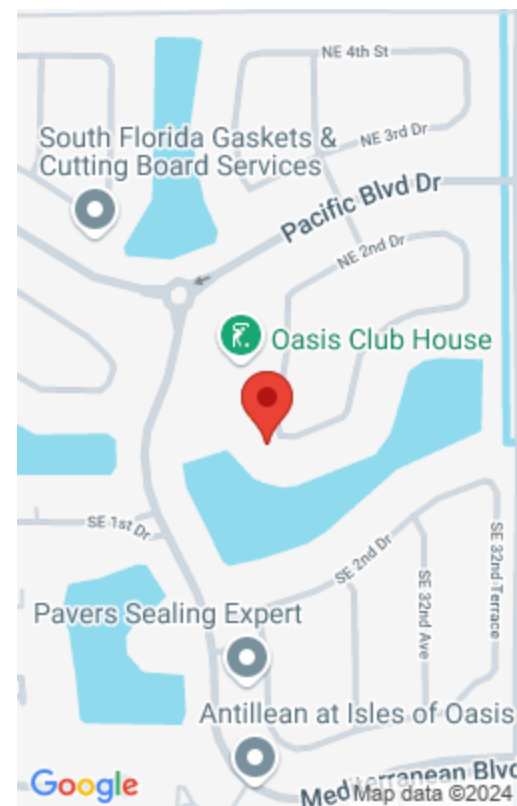 NE 4th St
South Florida Gaskets &
Cutting Board Services
NE 3rd Dr
Pacific Blvd Dr
NE 2nd Dr
Oasis Club House
SE 1st Dr
SE 2nd Dr
SE 32nd Ave
SE 32nd Terrace
Pavers Sealing Expert
Antillean at Isles of Oasis
Mediterranean Blvd
Google
Map data ©2024